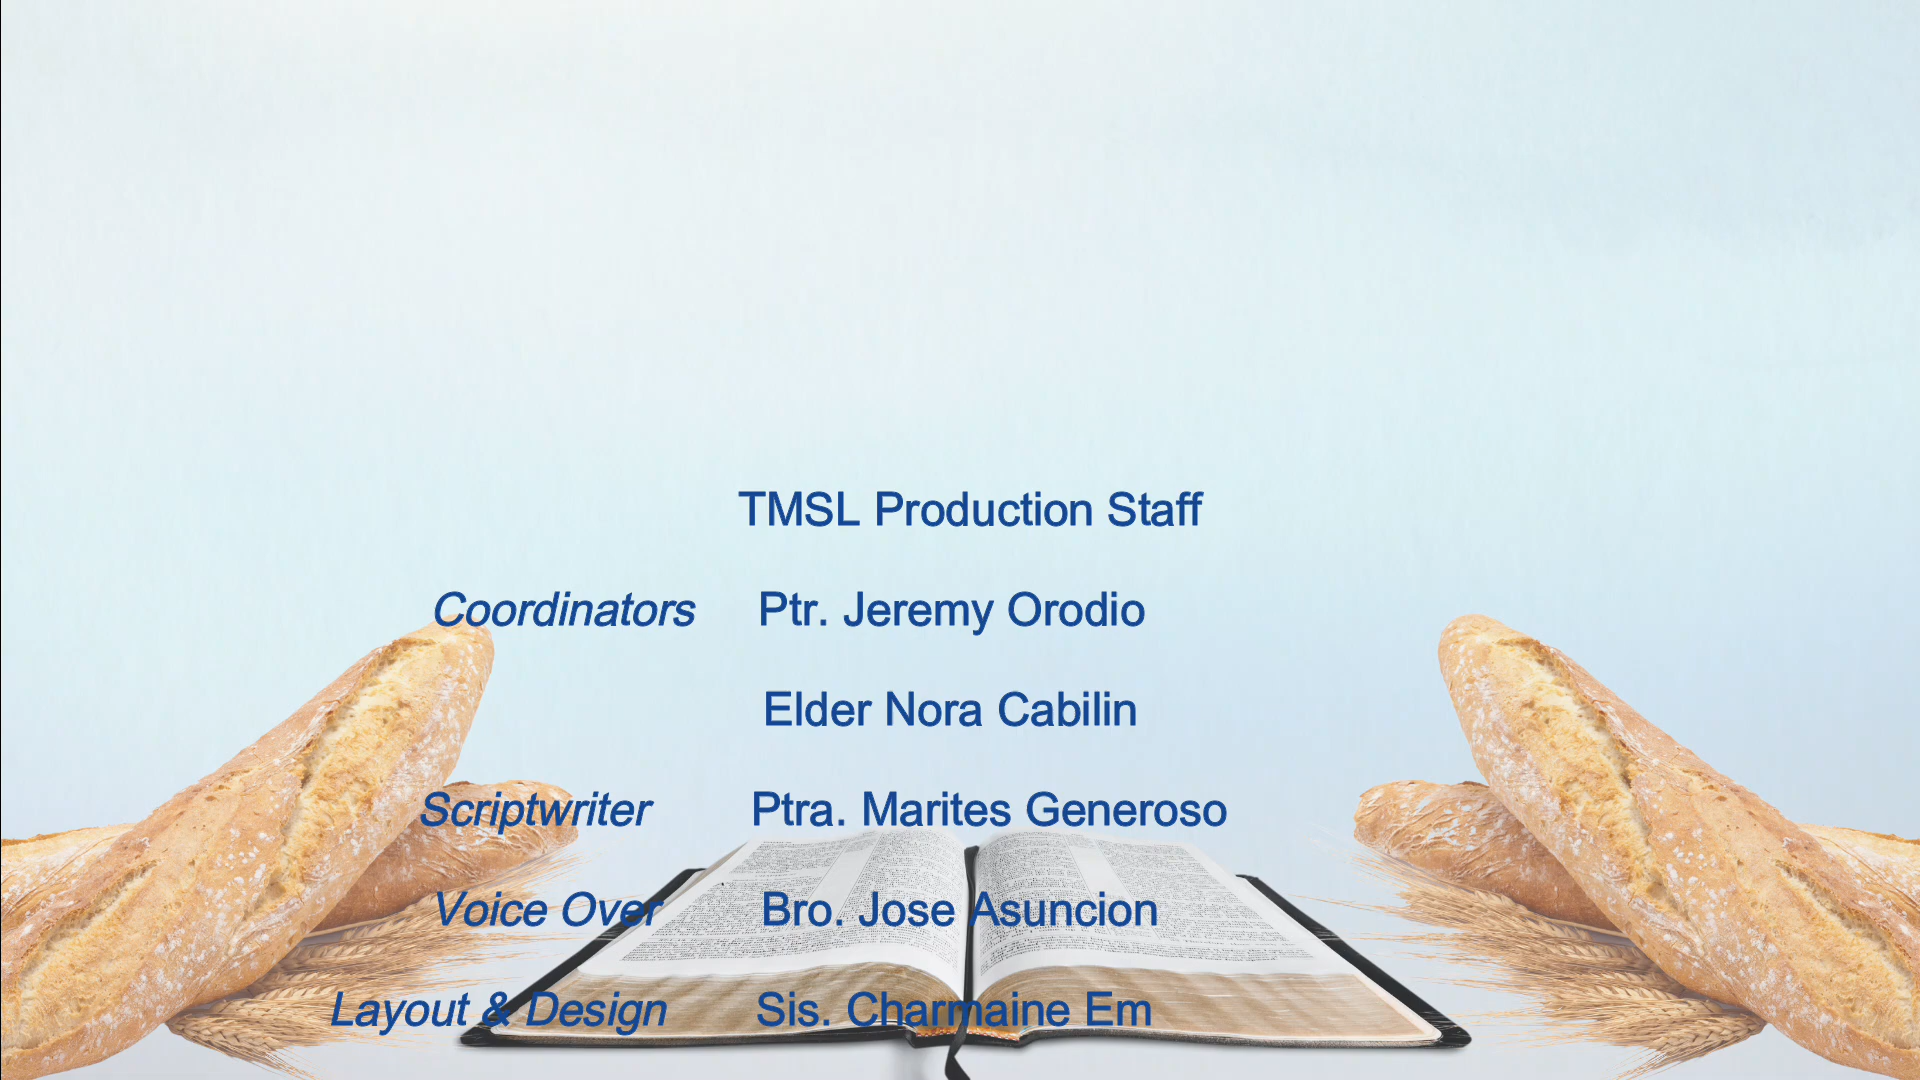 TMSL Production Staff
Coordinators Ptr. Jeremy Orodio
Elder Nora Cabilin
Scriptwriter Ptra. Marites Generoso
Voice Over Bro. Jose Asuncion
Layout & Design Sis. Charmaine Em